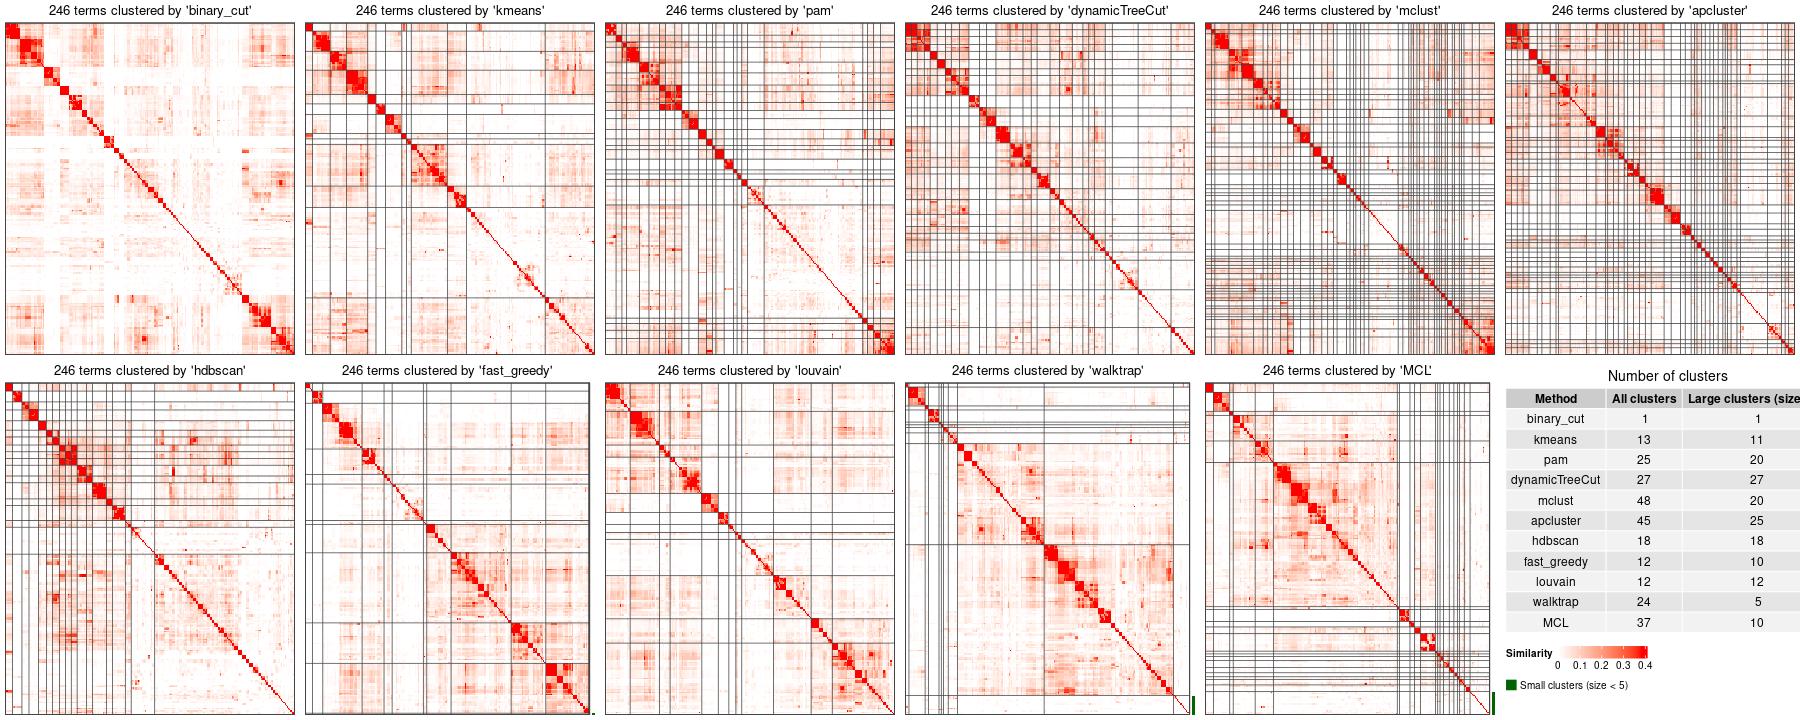 246 terms clustered by 'binary_cut'
246 terms clustered by 'kmeans'
246 terms clustered by 'pam'
246 terms clustered by 'dynamicTreeCut'
246 terms clustered by 'mclust'
246 terms clustered by 'apcluster'
246 terms clustered by 'hdbscan'
246 terms clustered by 'fast_greedy'
246 terms clustered by 'louvain'
246 terms clustered by 'walktrap'
246 terms clustered by 'MCL'
Number of clusters
Method All clusters Large clusters (size
binary_cut 1 1
kmeans 13 11
pam 25 20
dynamicTreeCut 27 27
mclust 48 20
apcluster 45 25
hdbscan 18 18
fast_greedy 12 10
louvain 12 12
walktrap 24 5
MCL 37 10
Similarity
0 0.1 0.2 0.3 0.4
Small clusters (size < 5)